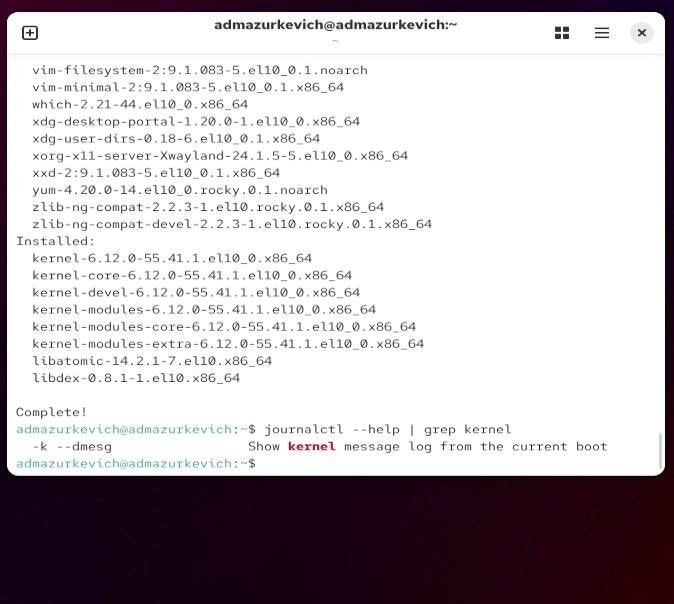 admazurkevich@admazurkevich:~
~
vim-filesystem-2:9.1.083-5.el10_0.1.noarch
vim-minimal-2:9.1.083-5.el10_0.1.x86_64
which-2.21-44.el10_0.x86_64
xdg-desktop-portal-1.20.0-1.el10_0.x86_64
xdg-user-dirs-0.18-6.el10_0.x86_64
xorg-x11-server-Xwayland-24.1.5-5.el10_0.x86_64
xxd-2:9.1.083-5.el10_0.1.x86_64
yum-4.20.0-14.el10_0.rocky.0.1.noarch
zlib-ng-compat-2.2.3-1.el10.rocky.0.1.x86_64
zlib-ng-compat-devel-2.2.3-1.el10.rocky.0.1.x86_64
Installed:
kernel-6.12.0-55.41.1.el10_0.x86_64
kernel-core-6.12.0-55.41.1.el10_0.x86_64
kernel-devel-6.12.0-55.41.1.el10_0.x86_64
kernel-modules-6.12.0-55.41.1.el10_0.x86_64
kernel-modules-core-6.12.0-55.41.1.el10_0.x86_64
kernel-modules-extra-6.12.0-55.41.1.el10_0.x86_64
libatomic-14.2.1-7.el10.x86_64
libdex-0.8.1-1.el10.x86_64
Complete!
admazurkevich@admazurkevich:~$ journalctl --help | grep kernel
-k --dmesg                 Show kernel message log from the current boot
admazurkevich@admazurkevich:~$